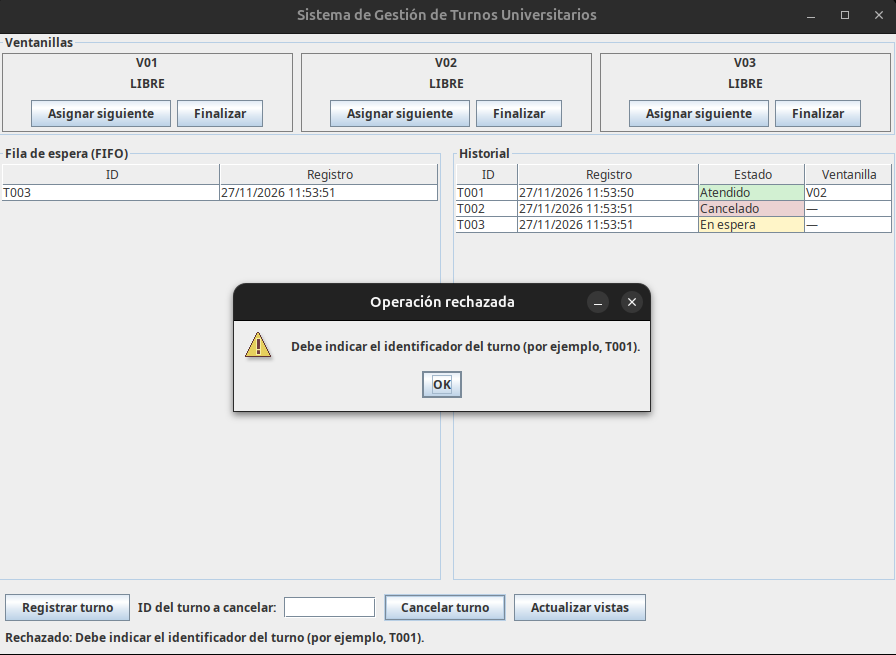 Sistema de Gestión de Turnos Universitarios
Ventanillas
V01 V02 V03
LIBRE LIBRE LIBRE
Asignar siguiente Finalizar Asignar siguiente Finalizar Asignar siguiente Finalizar
Fila de espera (FIFO) Historial
ID Registro ID Registro Estado Ventanilla
T003 27/11/2026 11:53:51 T001 27/11/2026 11:53:50 Atendido V02
T002 27/11/2026 11:53:51 Cancelado —
T003 27/11/2026 11:53:51 En espera —
Operación rechazada
Debe indicar el identificador del turno (por ejemplo, T001).
OK
Registrar turno ID del turno a cancelar: Cancelar turno Actualizar vistas
Rechazado: Debe indicar el identificador del turno (por ejemplo, T001).